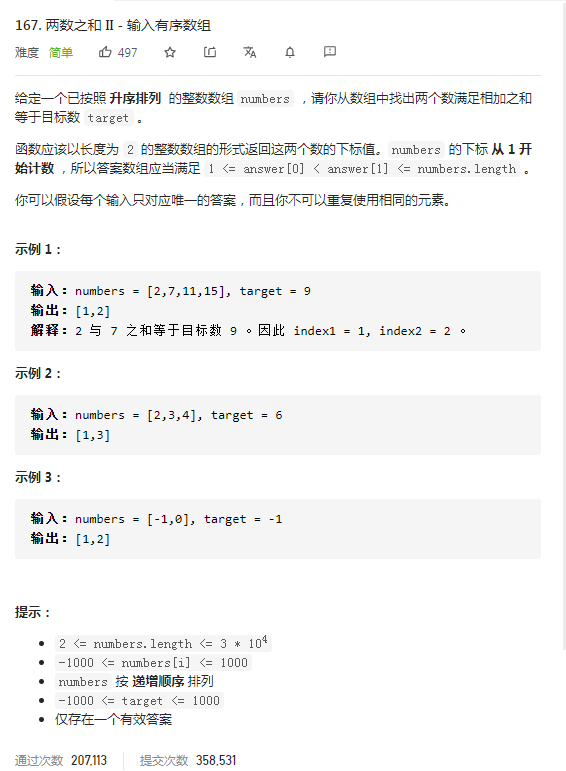 167. 两数之和 II - 输入有序数组
难度 简单 497
给定一个已按照 升序排列 的整数数组 numbers ，请你从数组中找出两个数满足相加之和
等于目标数 target 。
函数应该以长度为 2 的整数数组的形式返回这两个数的下标值。numbers 的下标 从 1 开
始计数 ，所以答案数组应当满足 1 <= answer[0] < answer[1] <= numbers.length 。
你可以假设每个输入只对应唯一的答案，而且你不可以重复使用相同的元素。
示例 1：
输入：numbers = [2,7,11,15], target = 9
输出：[1,2]
解释：2 与 7 之和等于目标数 9 。因此 index1 = 1, index2 = 2 。
示例 2：
输入：numbers = [2,3,4], target = 6
输出：[1,3]
示例 3：
输入：numbers = [-1,0], target = -1
输出：[1,2]
提示：
2 <= numbers.length <= 3 * 10⁴
-1000 <= numbers[i] <= 1000
numbers 按 递增顺序 排列
-1000 <= target <= 1000
仅存在一个有效答案
通过次数 207,113 提交次数 358,531